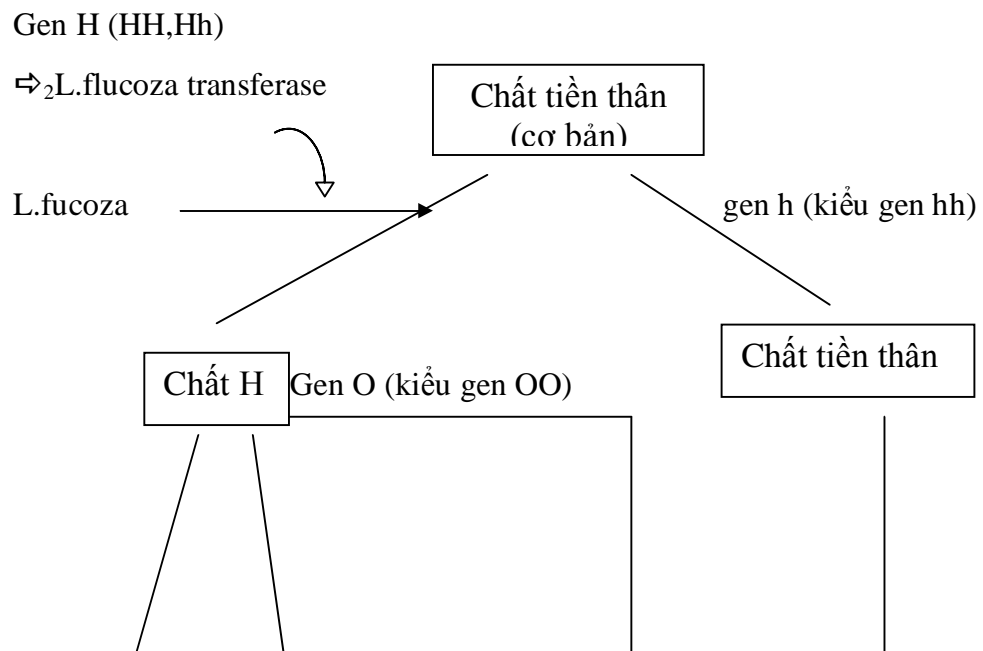 Gen H (HH,Hh)
⇨₂L.flucoza transferase
Chất tiền thân
(cơ bản)
L.fucoza
gen h (kiểu gen hh)
Chất tiền thân
Chất H
Gen O (kiểu gen OO)